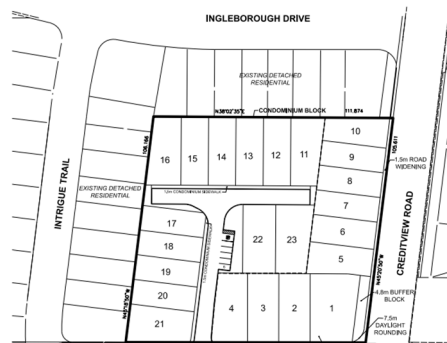 INGLEBOROUGH DRIVE
EXISTING DETACHED
RESIDENTIAL
N38°02'35"E
CONDOMINIUM BLOCK
111.874
10
16
15
14
13
12
11
9
1.5m ROAD
WIDENING
8
EXISTING DETACHED
RESIDENTIAL
7
INTRIGUE TRAIL
CREDITVIEW ROAD
17
22
23
6
18
5
19
20
4
3
2
1
21
4.8m BUFFER
BLOCK
7.5m
DAYLIGHT
ROUNDING